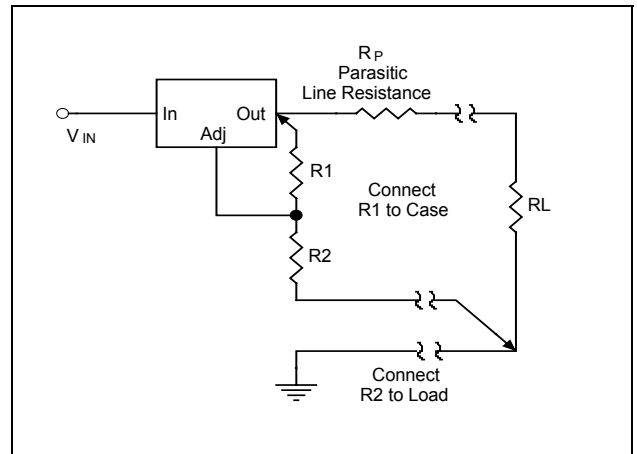 R P
Parasitic
Line Resistance
In
Out
Adj
V IN
R1
Connect
R1 to Case
RL
R2
Connect
R2 to Load